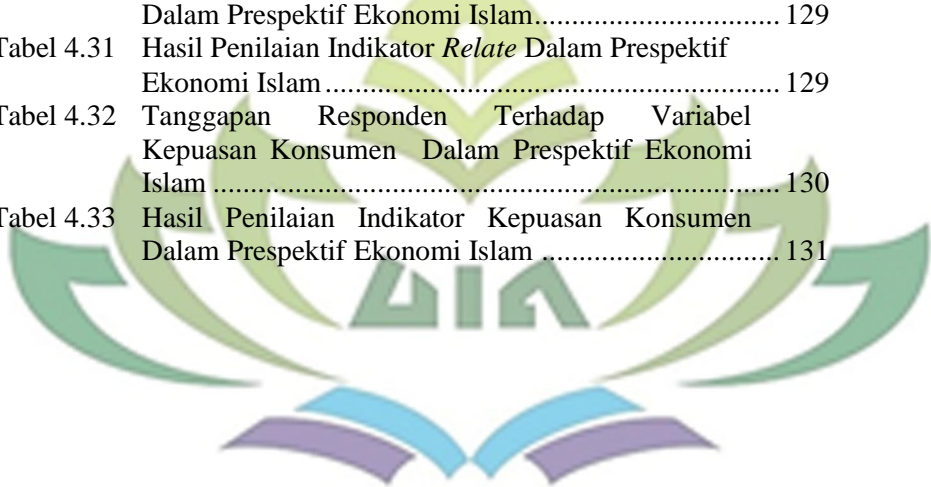 Dalam Prespektif Ekonomi Islam................................ 129
Tabel 4.31 Hasil Penilaian Indikator Relate Dalam Prespektif
Ekonomi Islam............................................................ 129
Tabel 4.32 Tanggapan Responden Terhadap Variabel
Kepuasan Konsumen Dalam Prespektif Ekonomi
Islam ........................................................................... 130
Tabel 4.33 Hasil Penilaian Indikator Kepuasan Konsumen
Dalam Prespektif Ekonomi Islam ............................... 131
UIN